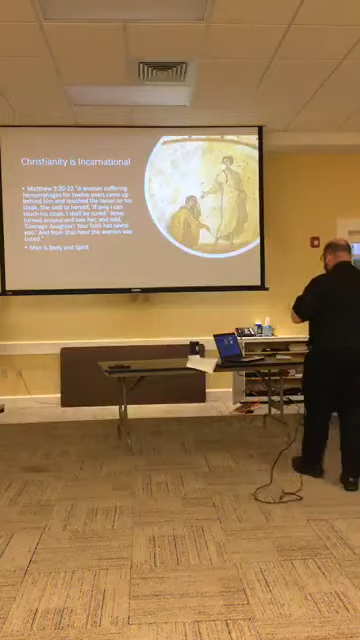 Christianity is Incarnational
• Matthew 9:20-22 "A woman suffering
hemorrhages for twelve years came up
behind him and touched the tassel on his
cloak. She said to herself, 'If only I can
touch his cloak, I shall be cured.' Jesus
turned around and saw her, and said,
'Courage daughter! Your faith has saved
you.' And from that hour the woman was
cured."
• Man is Body and Spirit